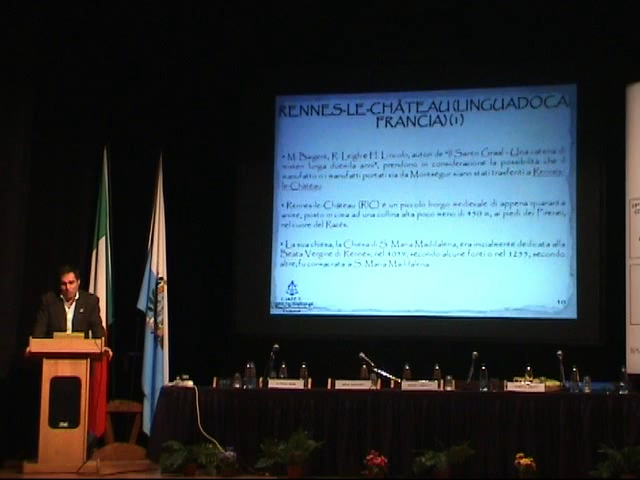 RENNES-LE-CHÂTEAU (LINGUADOCA
FRANCIA) (1)
• M. Baigent, R. Leigh e H. Lincoln, autori de "Il Santo Graal - Una catena di
misteri lunga duemila anni", prendono in considerazione la possibilità che il
manufatto o i manufatti portati via da Montségur siano stati trasferiti a Rennes-
le-Château.
• Rennes-le-Château (RlC) è un piccolo borgo medievale di appena quaranta
anime, posto in cima ad una collina alta poco meno di 450 m, ai piedi dei Pirenei,
nel cuore del Razès.
• La sua chiesa, la Chiesa di S. Maria Maddalena, era inizialmente dedicata alla
Beata Vergine di Rennes; nel 1059, secondo alcune fonti o nel 1255, secondo
altre, fu consacrata a S. Maria Maddalena.
10